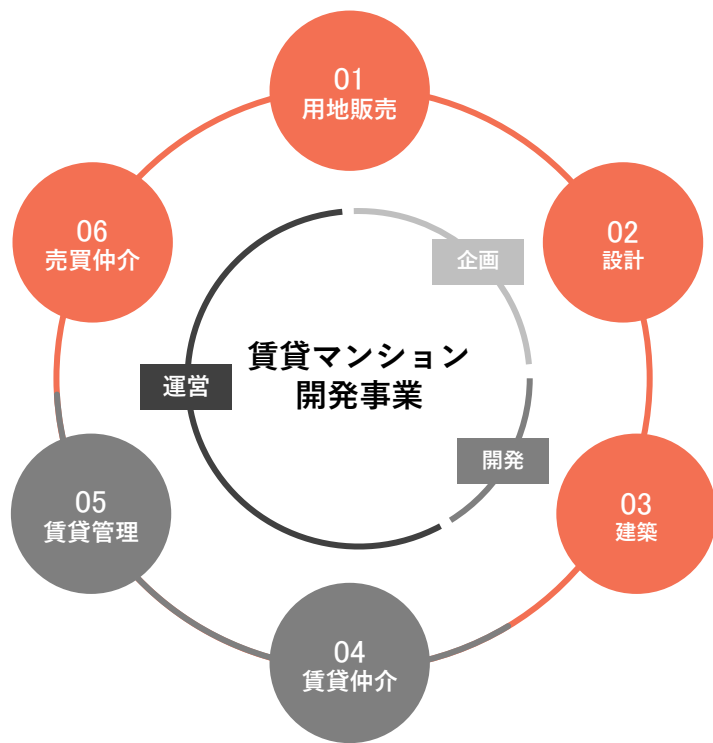 01
用地販売
02
設計
03
建築
04
賃貸仲介
05
賃貸管理
06
売買仲介
企画
開発
運営
賃貸マンション
開発事業